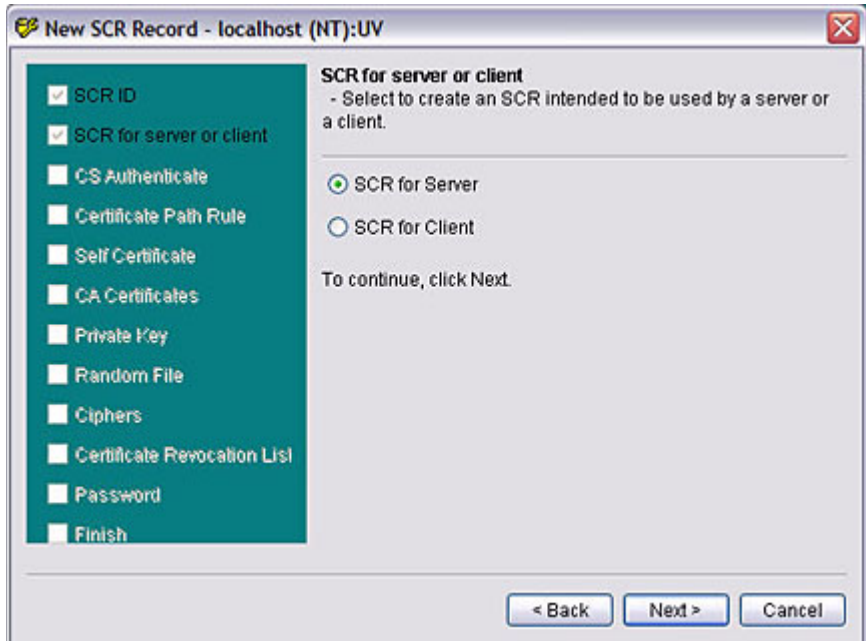 New SCR Record - localhost (NT):UV
SCR ID
SCR for server or client
CS Authenticate
Certificate Path Rule
Self Certificate
CA Certificates
Private Key
Random File
Ciphers
Certificate Revocation List
Password
Finish
SCR for server or client
- Select to create an SCR intended to be used by a server or
a client.
SCR for Server
SCR for Client
To continue, click Next.
< Back
Next >
Cancel